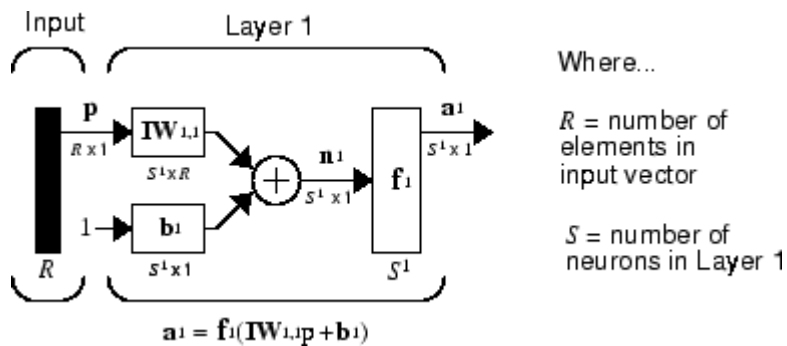 Input Layer 1
Where...
p
R x 1
IW1,1
S1 x R
1
b1
S1 x 1
n1
S1 x 1
f1
a1
S1 x 1
R
S1
a1 = f1(IW1,1p + b1)
R = number of
elements in
input vector
S = number of
neurons in Layer 1